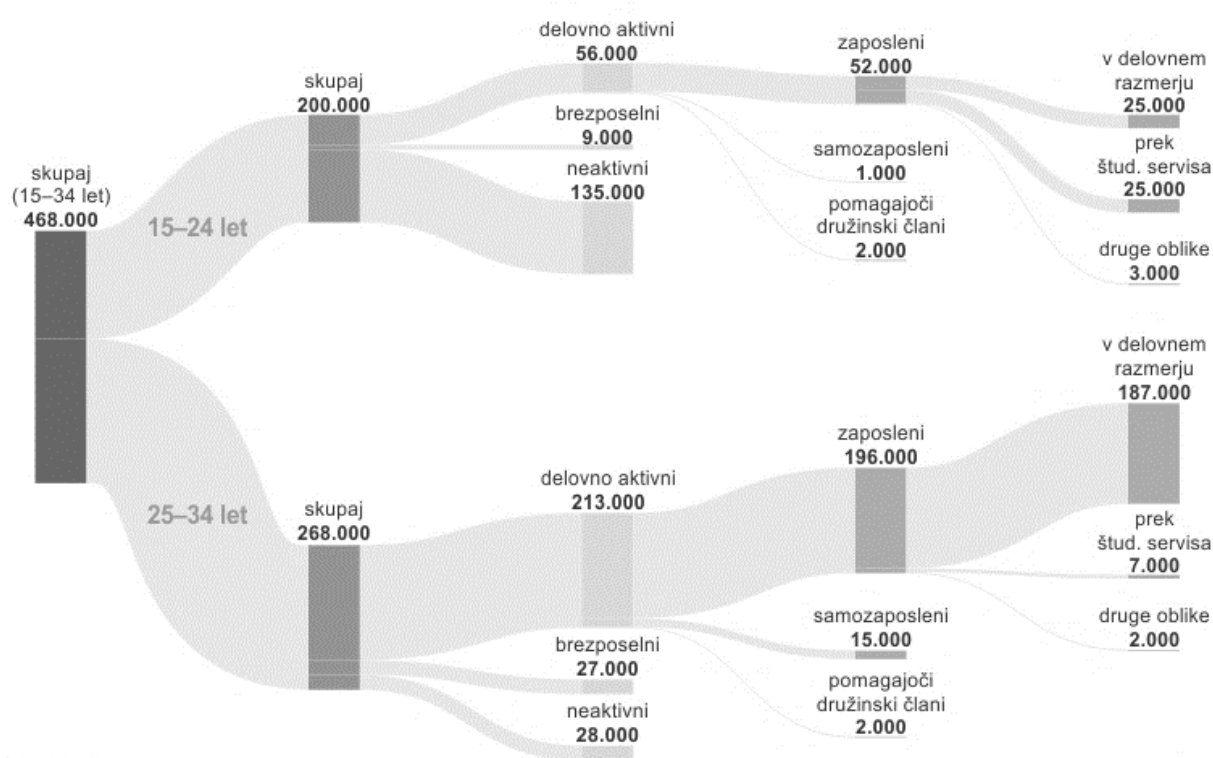 skupaj
(15–34 let)
468.000
15–24 let
skupaj
200.000
delovno aktivni
56.000
brezposelni
9.000
neaktivni
135.000
zaposleni
52.000
samozaposleni
1.000
pomagajoči
družinski člani
2.000
v delovnem
razmerju
25.000
prek
štud. servisa
25.000
druge oblike
3.000
25–34 let
skupaj
268.000
delovno aktivni
213.000
brezposelni
27.000
neaktivni
28.000
zaposleni
196.000
samozaposleni
15.000
pomagajoči
družinski člani
2.000
v delovnem
razmerju
187.000
prek
štud. servisa
7.000
druge oblike
2.000